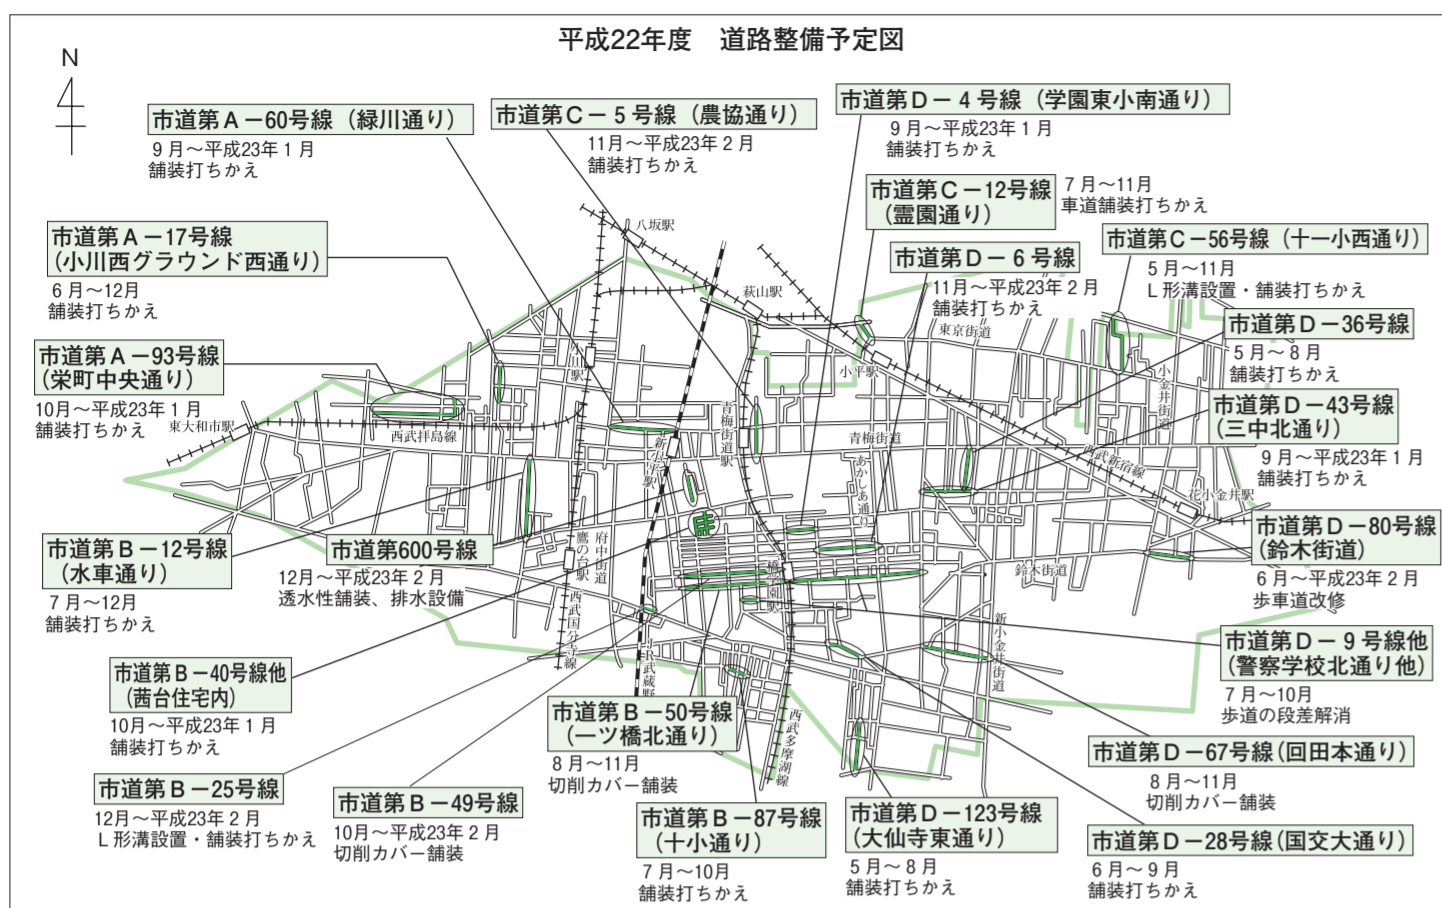 平成22年度　道路整備予定図
N
市道第A－60号線（緑川通り）
9月～平成23年1月
舗装打ちかえ
市道第C－5号線（農協通り）
11月～平成23年2月
舗装打ちかえ
市道第D－4号線（学園東小南通り）
9月～平成23年1月
舗装打ちかえ
市道第C－12号線
(霊園通り)
7月～11月
車道舗装打ちかえ
市道第A－17号線
(小川西グラウンド西通り)
6月～12月
舗装打ちかえ
市道第D－6号線
11月～平成23年2月
舗装打ちかえ
市道第C－56号線（十一小西通り）
5月～11月
L形溝設置・舗装打ちかえ
市道第D－36号線
5月～8月
舗装打ちかえ
市道第A－93号線
(栄町中央通り)
10月～平成23年1月
舗装打ちかえ
市道第D－43号線
(三中北通り)
9月～平成23年1月
舗装打ちかえ
八坂駅
萩山駅
東京街道
小川駅
小平駅
小金井街道
東大和市駅
西武拝島線
新小平駅
青梅街道駅
青梅街道
あかしあ通り
西武新宿線
花小金井駅
市道第B－12号線
(水車通り)
7月～12月
舗装打ちかえ
市道第600号線
12月～平成23年2月
透水性舗装、排水設備
鷹の台駅
府中街道
西武国分寺線
JR武蔵野
一橋学園駅
鈴木街道
新小金井街道
西武多摩湖線
市道第D－80号線
(鈴木街道)
6月～平成23年2月
歩車道改修
市道第B－40号線他
(茜台住宅内)
10月～平成23年1月
舗装打ちかえ
市道第D－9号線他
(警察学校北通り他)
7月～10月
歩道の段差解消
市道第B－50号線
(一ツ橋北通り)
8月～11月
切削カバー舗装
市道第D－67号線(回田本通り)
8月～11月
切削カバー舗装
市道第B－25号線
12月～平成23年2月
L形溝設置・舗装打ちかえ
市道第B－49号線
10月～平成23年2月
切削カバー舗装
市道第B－87号線
(十小通り)
7月～10月
舗装打ちかえ
市道第D－123号線
(大仙寺東通り)
5月～8月
舗装打ちかえ
市道第D－28号線(国交大通り)
6月～9月
舗装打ちかえ